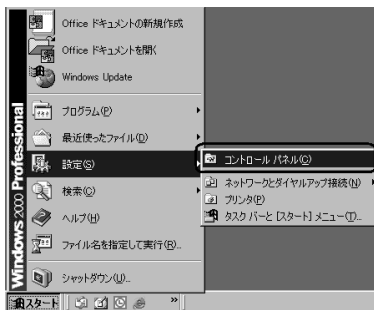 Office ドキュメントの新規作成
Office ドキュメントを開く
Windows Update
プログラム(P)
最近使ったファイル(D)
設定(S)
検索(C)
ヘルプ(H)
ファイル名を指定して実行(R)...
シャットダウン(U)...
コントロール パネル(C)
ネットワークとダイヤルアップ接続(N)
プリンタ(P)
タスク バーと [スタート] メニュー(T)...
Windows 2000 Professional
スタート
»